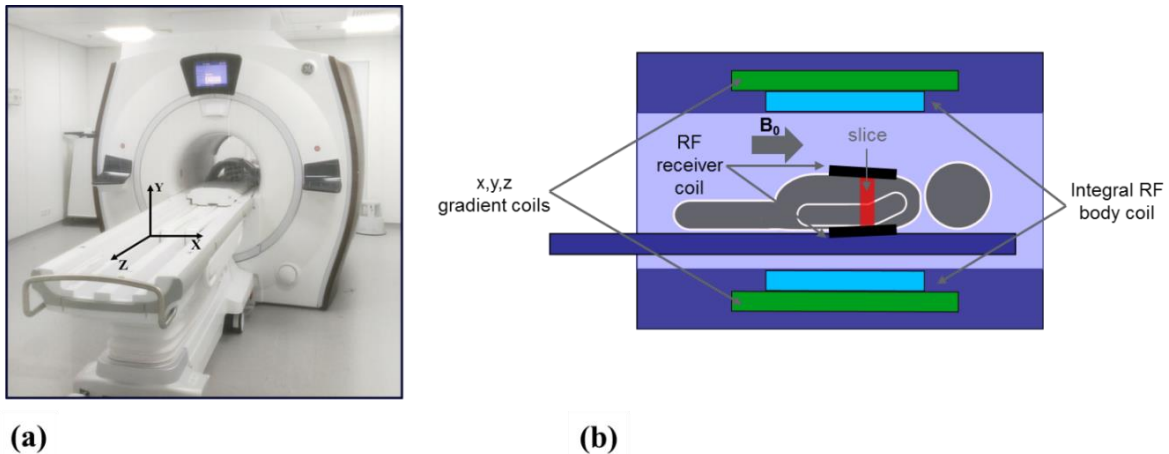 Y
X
Z
B0
slice
RF
receiver
coil
x,y,z
gradient coils
Integral RF
body coil
(a)
(b)